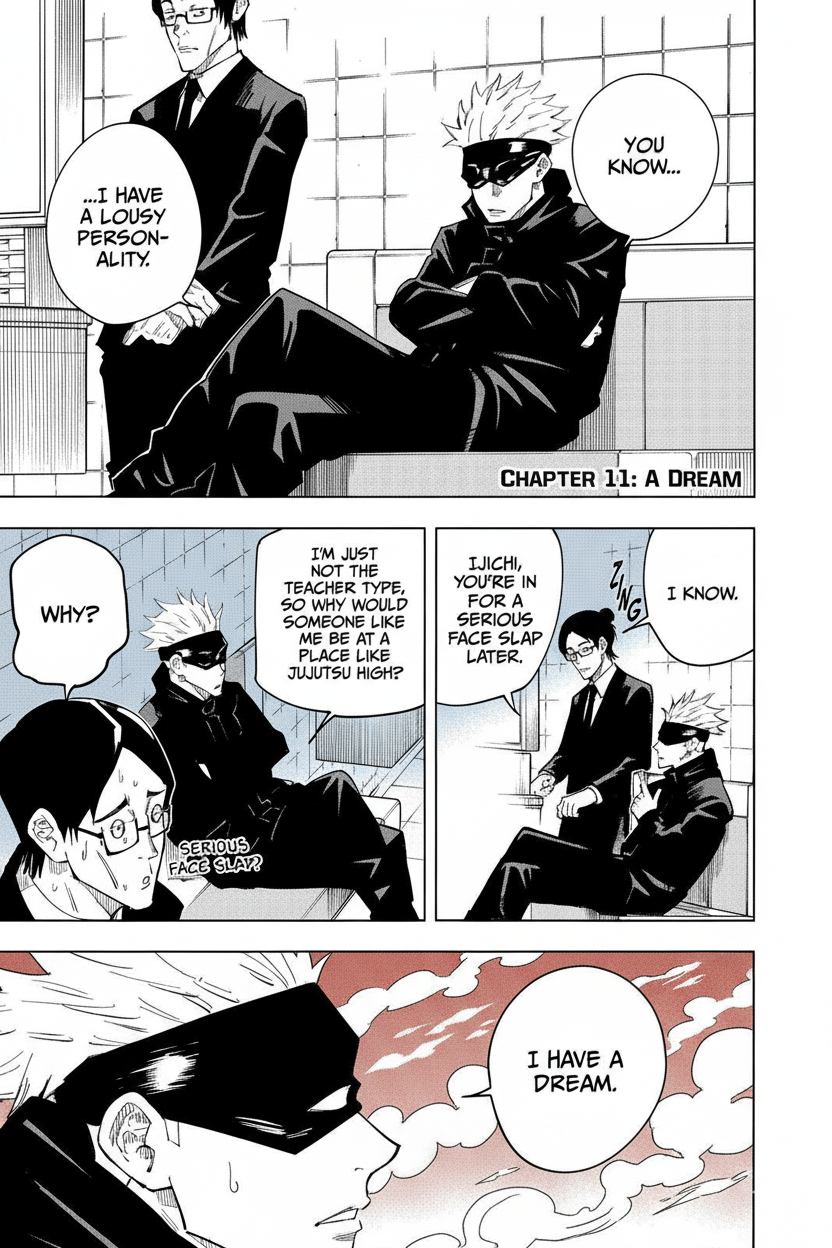 YOU
KNOW...
...I HAVE
A LOUSY
PERSON-
ALITY.
CHAPTER 11: A DREAM
I KNOW.
ZING
IJICHI,
YOU'RE IN
FOR A
SERIOUS
FACE SLAP
LATER.
I'M JUST
NOT THE
TEACHER TYPE,
SO WHY WOULD
SOMEONE LIKE
ME BE AT A
PLACE LIKE
JUJUTSU HIGH?
WHY?
SERIOUS
FACE SLAP?
I HAVE A
DREAM.